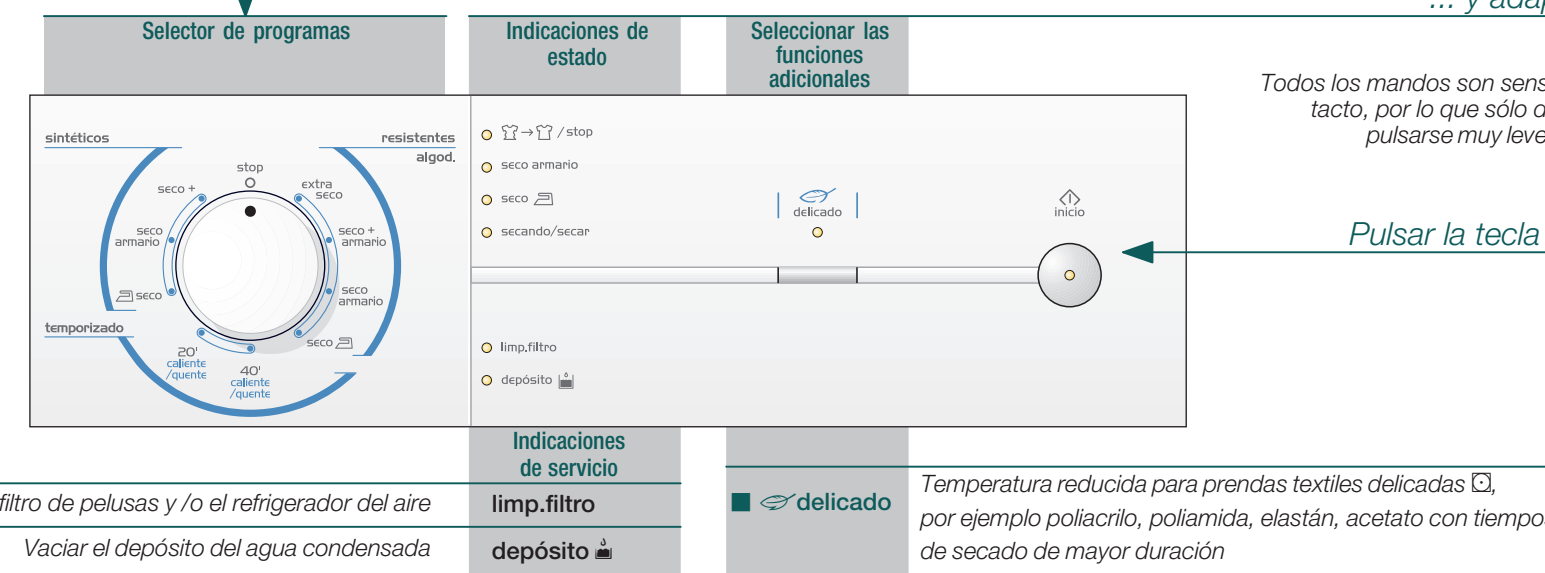 ... y adap
Selector de programas
Indicaciones de
estado
Seleccionar las
funciones
adicionales
Todos los mandos son sens
tacto, por lo que sólo d
pulsarse muy leve
sintéticos
resistentes
algod.
stop
seco +
extra
seco
seco
armario
seco +
armario
seco
seco
armario
temporizado
seco
20'
caliente
/quente
40'
caliente
/quente
→ / stop
seco armario
seco
secando/secar
delicado
inicio
Pulsar la tecla
limp.filtro
depósito
Indicaciones
de servicio
filtro de pelusas y /o el refrigerador del aire
limp.filtro
Vaciar el depósito del agua condensada
depósito
delicado
Temperatura reducida para prendas textiles delicadas ,
por ejemplo poliacrilo, poliamida, elastán, acetato con tiempo
de secado de mayor duración